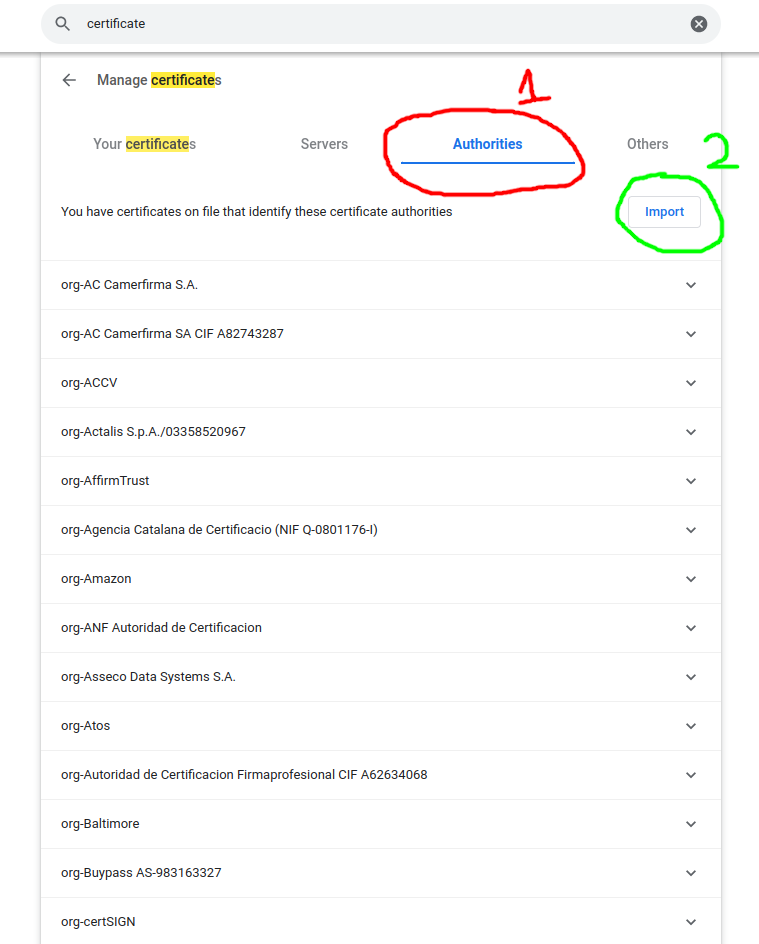 certificate
1
Manage certificates
Your certificates Servers Authorities Others
2
You have certificates on file that identify these certificate authorities Import
org-AC Camerfirma S.A.
org-AC Camerfirma SA CIF A82743287
org-ACCV
org-Actalis S.p.A./03358520967
org-AffirmTrust
org-Agencia Catalana de Certificacio (NIF Q-0801176-I)
org-Amazon
org-ANF Autoridad de Certificacion
org-Asseco Data Systems S.A.
org-Atos
org-Autoridad de Certificacion Firmaprofesional CIF A62634068
org-Baltimore
org-Buypass AS-983163327
org-certSIGN